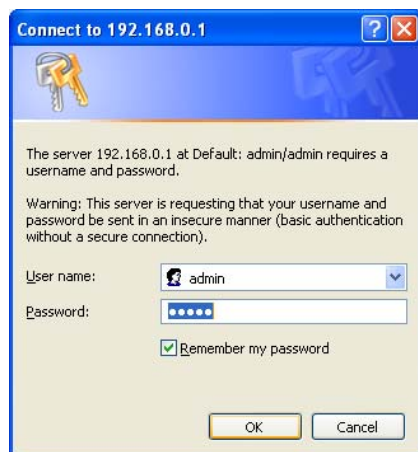 Connect to 192.168.0.1
The server 192.168.0.1 at Default: admin/admin requires a
username and password.
Warning: This server is requesting that your username and
password be sent in an insecure manner (basic authentication
without a secure connection).
User name:
admin
Password:
•••••
Remember my password
OK
Cancel